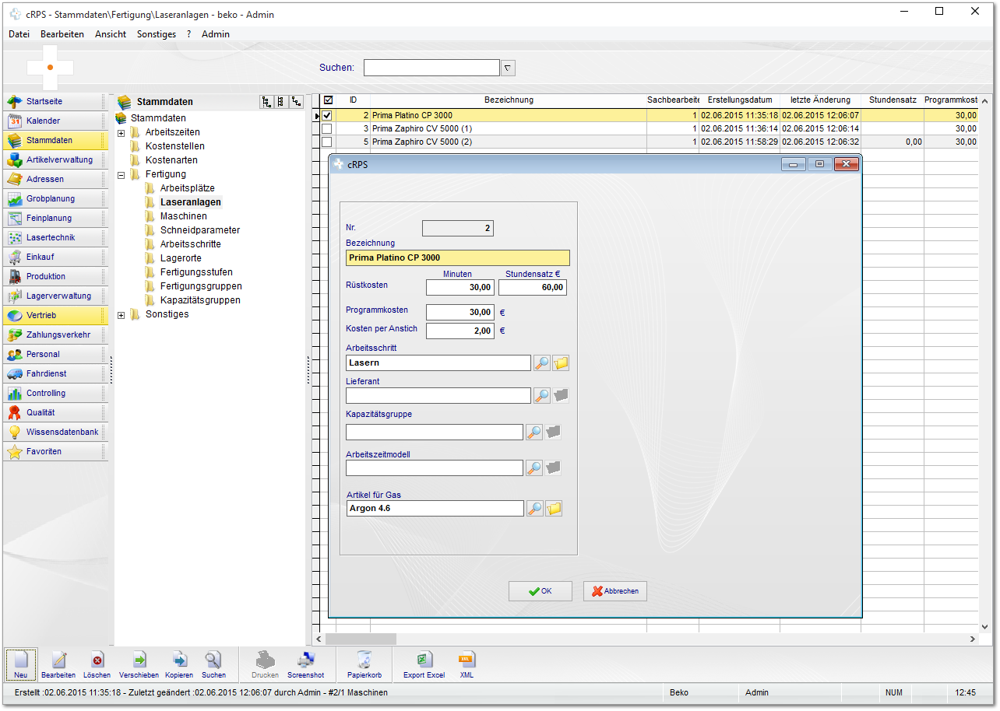 cRPS - Stammdaten\Fertigung\Laseranlagen - beko - Admin
Datei Bearbeiten Ansicht Sonstiges ? Admin
Suchen:
Startseite
Kalender
Stammdaten
Artikelverwaltung
Adressen
Grobplanung
Feinplanung
Lasertechnik
Einkauf
Produktion
Lagerverwaltung
Vertrieb
Zahlungsverkehr
Personal
Fahrdienst
Controlling
Qualität
Wissensdatenbank
Favoriten
Stammdaten
Stammdaten
Arbeitszeiten
Kostenstellen
Kostenarten
Fertigung
Arbeitsplätze
Laseranlagen
Maschinen
Schneidparameter
Arbeitsschritte
Lagerorte
Fertigungsstufen
Fertigungsgruppen
Kapazitätsgruppen
Sonstiges
ID Bezeichnung Sachbearbeite Erstellungsdatum letzte Änderung Stundensatz Programmkost
2 Prima Platino CP 3000 1 02.06.2015 11:35:18 02.06.2015 12:06:07 30,00
3 Prima Zaphiro CV 5000 (1) 1 02.06.2015 11:36:14 02.06.2015 12:06:14 30,00
5 Prima Zaphiro CV 5000 (2) 1 02.06.2015 11:58:29 02.06.2015 12:06:32 0,00 30,00
cRPS
Nr. 2
Bezeichnung
Prima Platino CP 3000
Minuten Stundensatz €
Rüstkosten 30,00 60,00
Programmkosten 30,00 €
Kosten per Anstich 2,00 €
Arbeitsschritt
Lasern
Lieferant
Kapazitätsgruppe
Arbeitszeitmodell
Artikel für Gas
Argon 4.6
OK Abbrechen
Neu Bearbeiten Löschen Verschieben Kopieren Suchen Drucken Screenshot Papierkorb Export Excel XML
Erstellt :02.06.2015 11:35:18 - Zuletzt geändert :02.06.2015 12:06:07 durch Admin - #2/1 Maschinen Beko Admin NUM 12:45